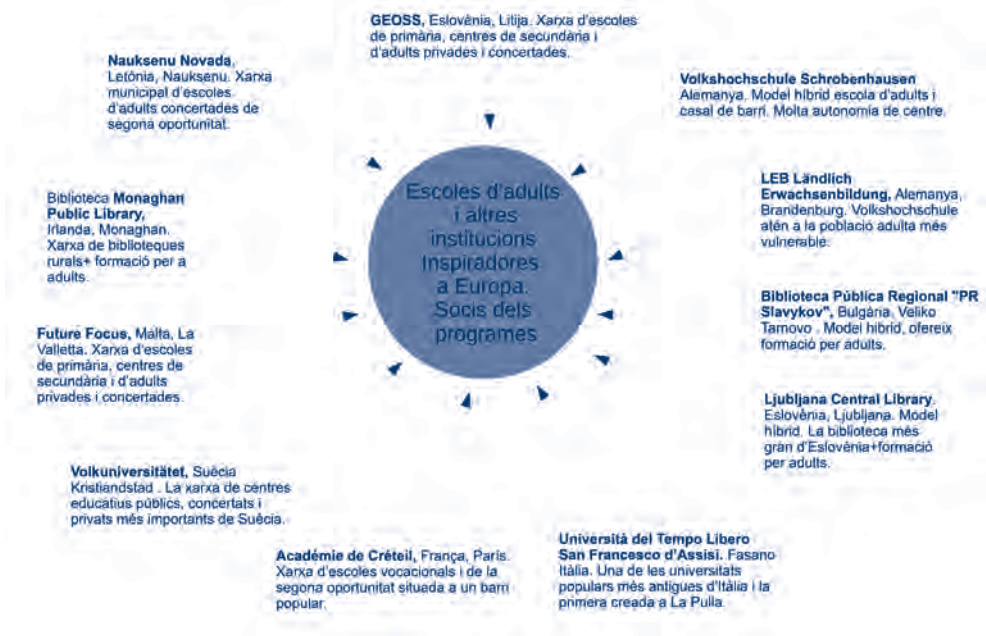 GEOSS, Eslovènia, Litija. Xarxa d'escoles
de primària, centres de secundària i
d'adults privades i concertades.
Nauksenu Novada,
Letònia, Nauksenu. Xarxa
municipal d'escoles
d'adults concertades de
segona oportunitat.
Volkshochschule Schrobenhausen
Alemanya. Model híbrid escola d'adults i
casal de barri. Molta autonomia de centre.
Biblioteca Monaghan
Public Library,
Irlanda, Monaghan.
Xarxa de biblioteques
rurals+ formació per a
adults.
Escoles d'adults
i altres
institucions
Inspiradores
a Europa.
Socis dels
programes
LEB Ländlich
Erwachsenbildung, Alemanya,
Brandenburg. Volkshochschule
atén a la població adulta més
vulnerable.
Biblioteca Pública Regional "PR
Slavykov", Bulgària. Veliko
Tarnovo . Model híbrid, ofereix
formació per adults.
Future Focus, Malta, La
Valletta. Xarxa d'escoles
de primària, centres de
secundària i d'adults
privades i concertades.
Ljubljana Central Library.
Eslovènia, Ljubljana. Model
híbrid. La biblioteca més
gran d'Eslovènia+formació
per adults.
Volkuniversitätet, Suècia
Kristiandstad . La xarxa de centres
educatius públics, concertats i
privats més importants de Suècia.
Académie de Créteil, França, París.
Xarxa d'escoles vocacionals i de la
segona oportunitat situada a un barri
popular.
Università del Tempo Libero
San Francesco d'Assisi. Fasano
Itàlia. Una de les universitats
populars més antigues d'Itàlia i la
primera creada a La Pulla.